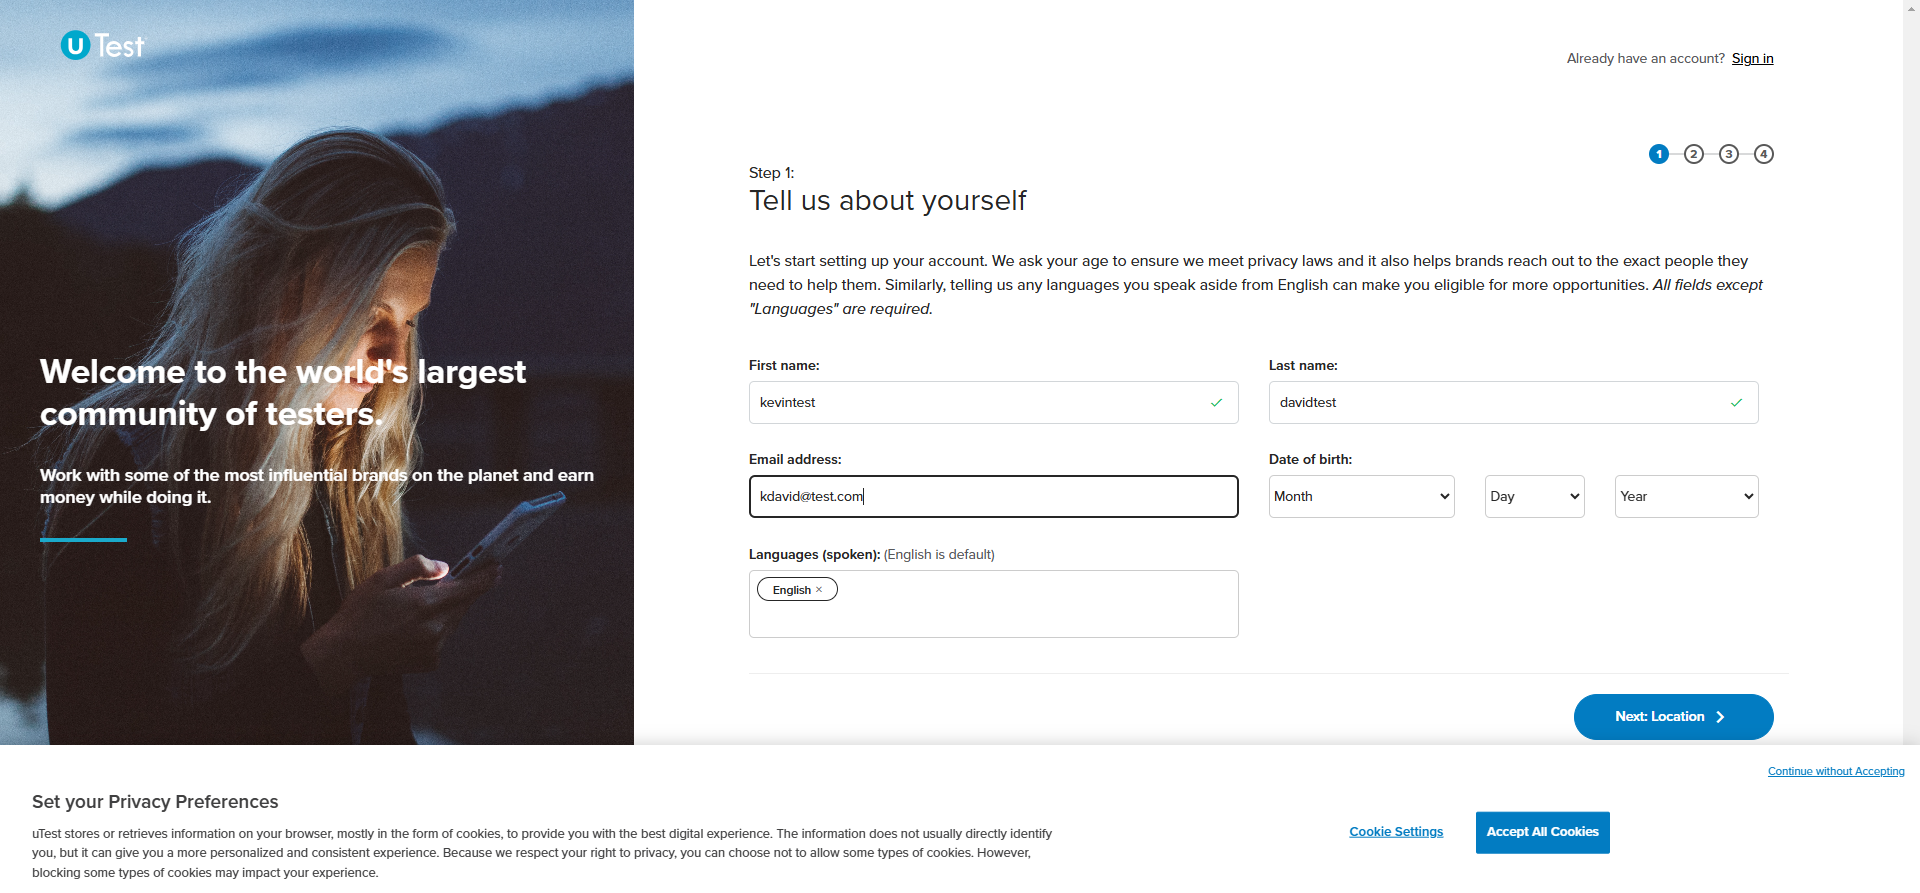 U Test
Already have an account? Sign in
1 2 3 4
Step 1:
Tell us about yourself
Let's start setting up your account. We ask your age to ensure we meet privacy laws and it also helps brands reach out to the exact people they
need to help them. Similarly, telling us any languages you speak aside from English can make you eligible for more opportunities. All fields except
"Languages" are required.
Welcome to the world's largest
community of testers.
Work with some of the most influential brands on the planet and earn
money while doing it.
First name:
Last name:
kevintest
davidtest
Email address:
Date of birth:
kdavid@test.com
Month
Day
Year
Languages (spoken): (English is default)
English ×
Next: Location
Continue without Accepting
Set your Privacy Preferences
uTest stores or retrieves information on your browser, mostly in the form of cookies, to provide you with the best digital experience. The information does not usually directly identify
you, but it can give you a more personalized and consistent experience. Because we respect your right to privacy, you can choose not to allow some types of cookies. However,
blocking some types of cookies may impact your experience.
Cookie Settings
Accept All Cookies